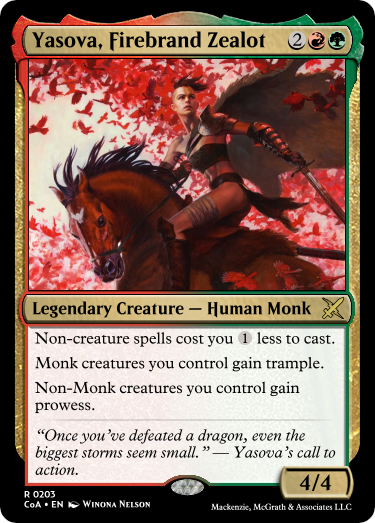 Yasova, Firebrand Zealot 2
Legendary Creature — Human Monk
Non-creature spells cost you 1 less to cast.
Monk creatures you control gain trample.
Non-Monk creatures you control gain
prowess.
“Once you’ve defeated a dragon, even the
biggest storms seem small.” — Yasova’s call to
action.
4/4
R 0203
CoA • EN Winona Nelson
Mackenzie, McGrath & Associates LLC